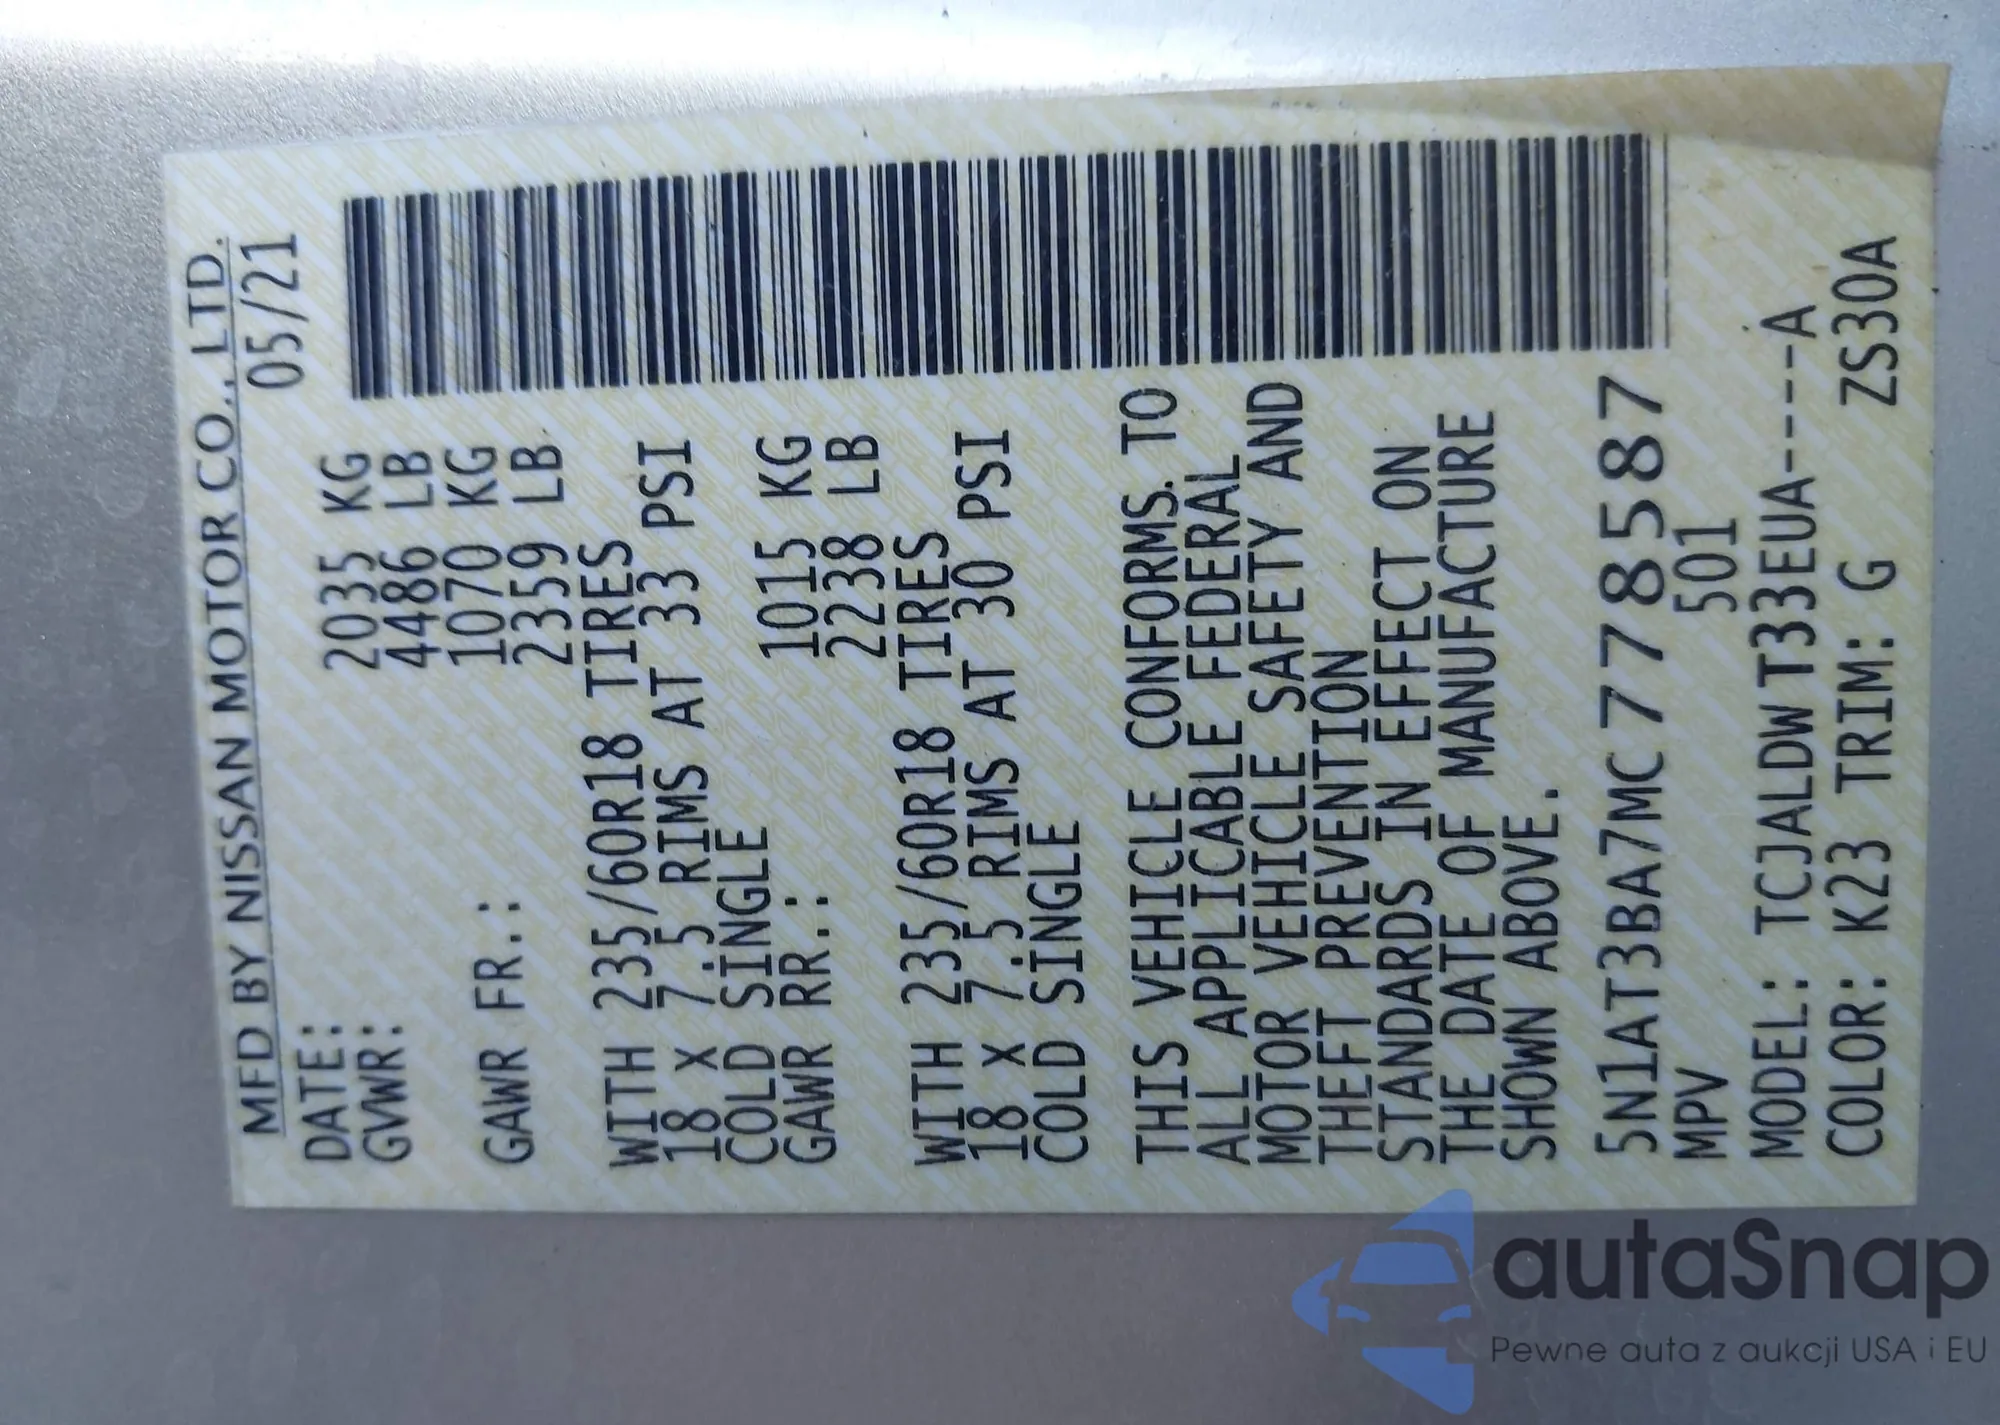 MFD BY NISSAN MOTOR CO., LTD.
DATE: 05/21
GVWR: 2035 KG
4486 LB
1070 KG
GAWR FR.: 2359 LB
WITH 235/60R18 TIRES
18 x 7.5 RIMS AT 33 PSI
COLD SINGLE
GAWR RR.: 1015 KG
2238 LB
WITH 235/60R18 TIRES
18 x 7.5 RIMS AT 30 PSI
COLD SINGLE
THIS VEHICLE CONFORMS. TO
ALL APPLICABLE FEDERAL
MOTOR VEHICLE SAFETY AND
THEFT PREVENTION
STANDARDS IN EFFECT ON
THE DATE OF MANUFACTURE
SHOWN ABOVE.
5N1AT3BA7MC778587
MPV 501
MODEL: TCJALDWT33EUA-----A
COLOR: K23 TRIM: G ZS30A
autaSnap
Pewne auta z aukcji USA i EU